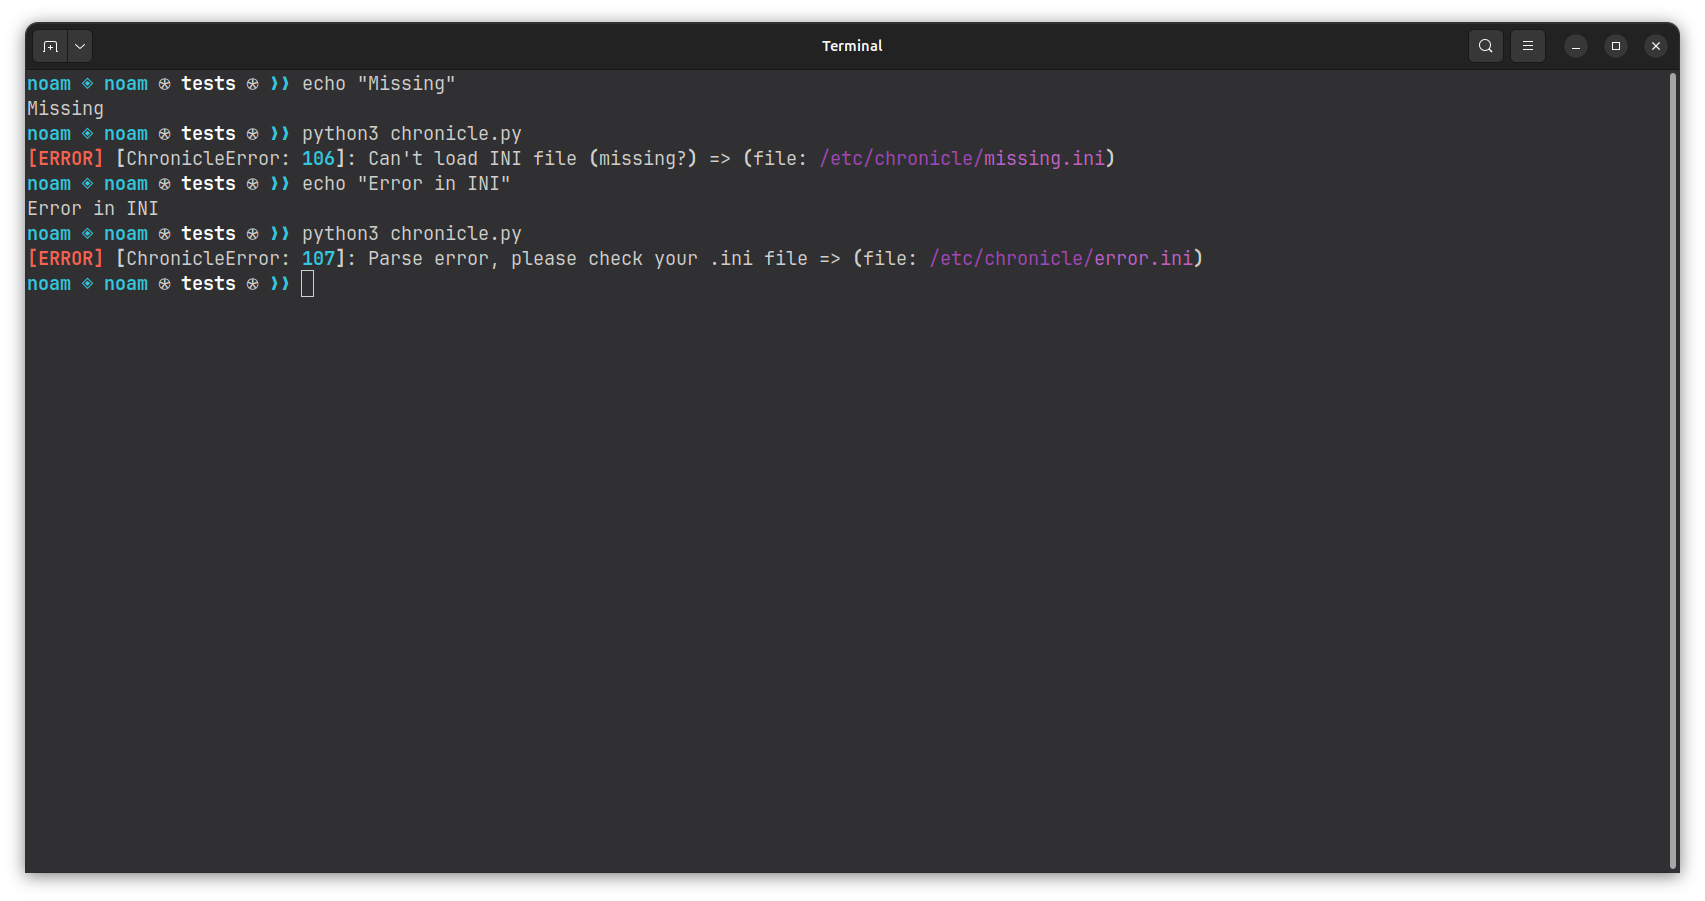 Terminal
noam ◈ noam ⍟ tests ⍟ ❯❯ echo "Missing"
Missing
noam ◈ noam ⍟ tests ⍟ ❯❯ python3 chronicle.py
[ERROR] [ChronicleError: 106]: Can't load INI file (missing?) => (file: /etc/chronicle/missing.ini)
noam ◈ noam ⍟ tests ⍟ ❯❯ echo "Error in INI"
Error in INI
noam ◈ noam ⍟ tests ⍟ ❯❯ python3 chronicle.py
[ERROR] [ChronicleError: 107]: Parse error, please check your .ini file => (file: /etc/chronicle/error.ini)
noam ◈ noam ⍟ tests ⍟ ❯❯